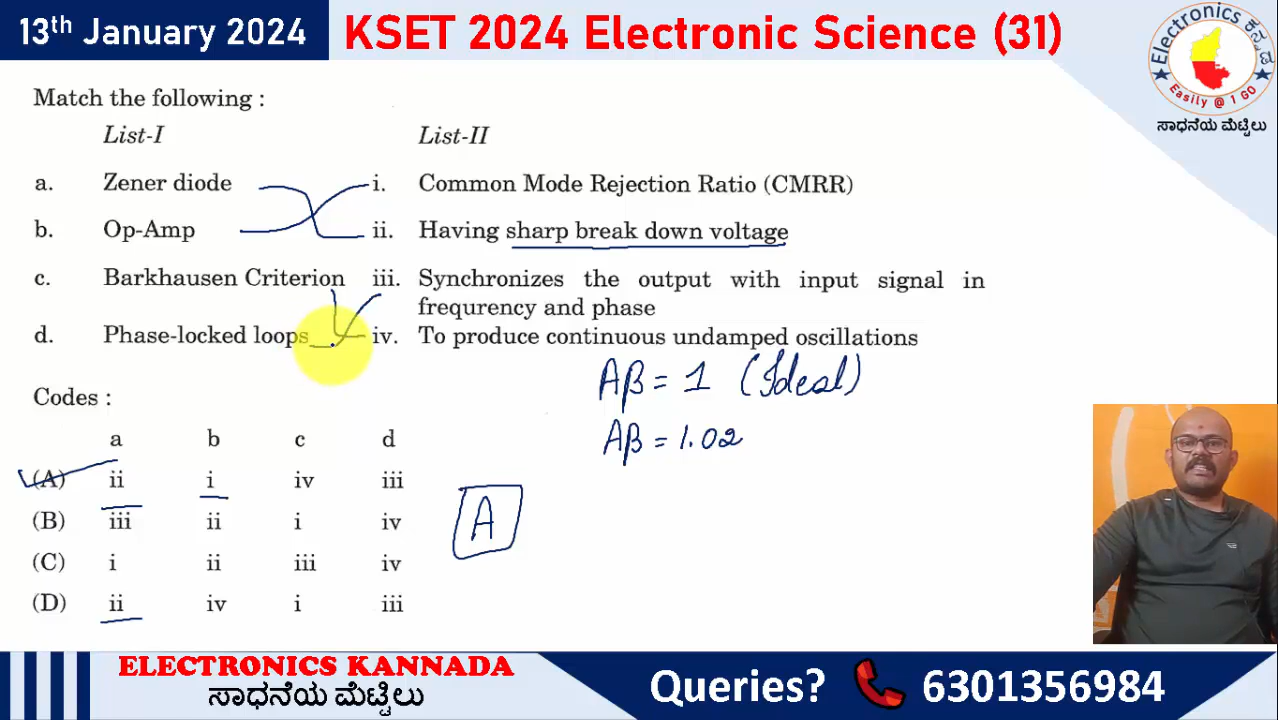 13th January 2024
KSET 2024 Electronic Science (31)
Electronics ಕನ್ನಡ
Easily @ 1 GO
ಸಾಧನೆಯ ಮೆಟ್ಟಿಲು
Match the following :
List-I List-II
a. Zener diode i. Common Mode Rejection Ratio (CMRR)
b. Op-Amp ii. Having sharp break down voltage
c. Barkhausen Criterion iii. Synchronizes the output with input signal in
frequrency and phase
d. Phase-locked loops iv. To produce continuous undamped oscillations
Aβ = 1 (Ideal)
Aβ = 1.02
Codes :
a b c d
(A) ii i iv iii
(B) iii ii i iv
(C) i ii iii iv
(D) ii iv i iii
A
ELECTRONICS KANNADA
ಸಾಧನೆಯ ಮೆಟ್ಟಿಲು
Queries? 6301356984